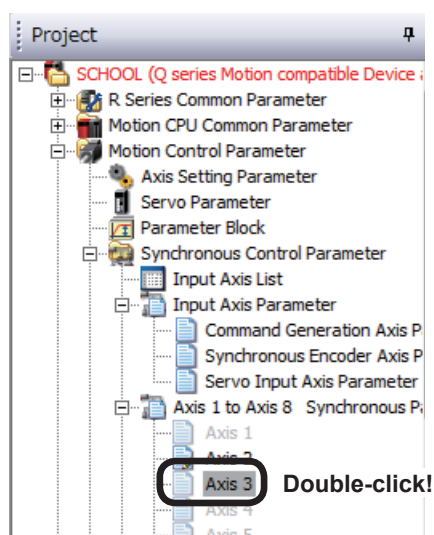 Project
SCHOOL (Q series Motion compatible Device a
R Series Common Parameter
Motion CPU Common Parameter
Motion Control Parameter
Axis Setting Parameter
Servo Parameter
Parameter Block
Synchronous Control Parameter
Input Axis List
Input Axis Parameter
Command Generation Axis P
Synchronous Encoder Axis P
Servo Input Axis Parameter
Axis 1 to Axis 8 Synchronous Pa
Axis 1
Axis 2
Axis 3 Double-click!
Axis 4
Axis 5